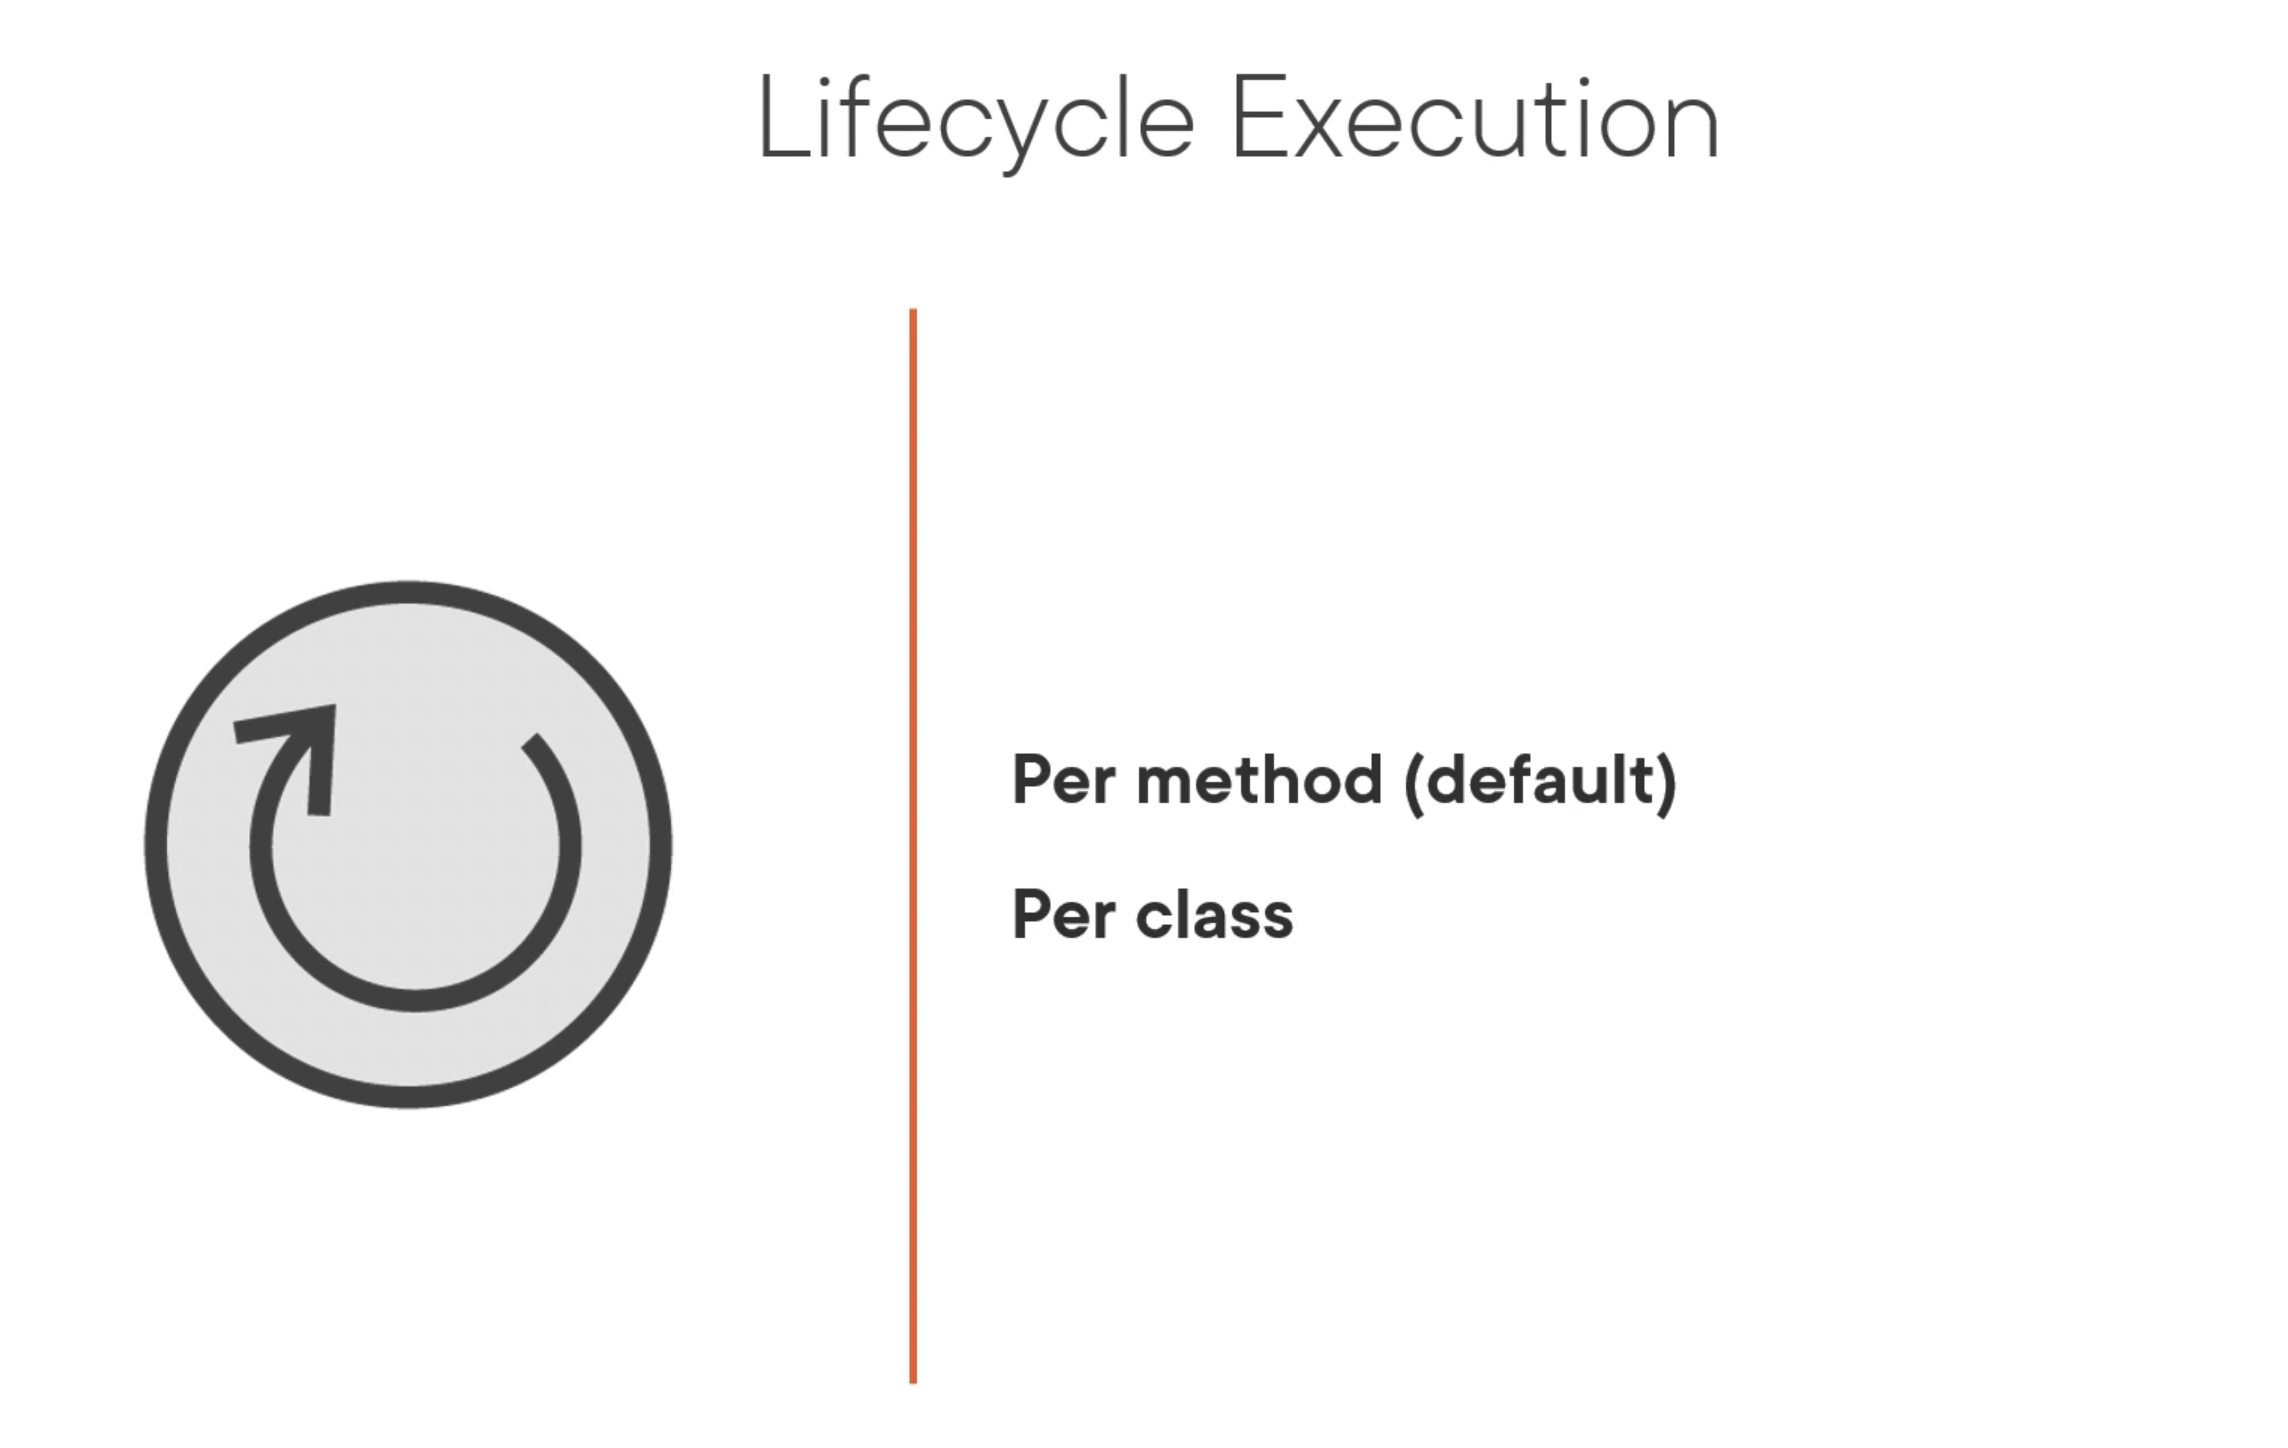 Lifecycle Execution
Per method (default)
Per class